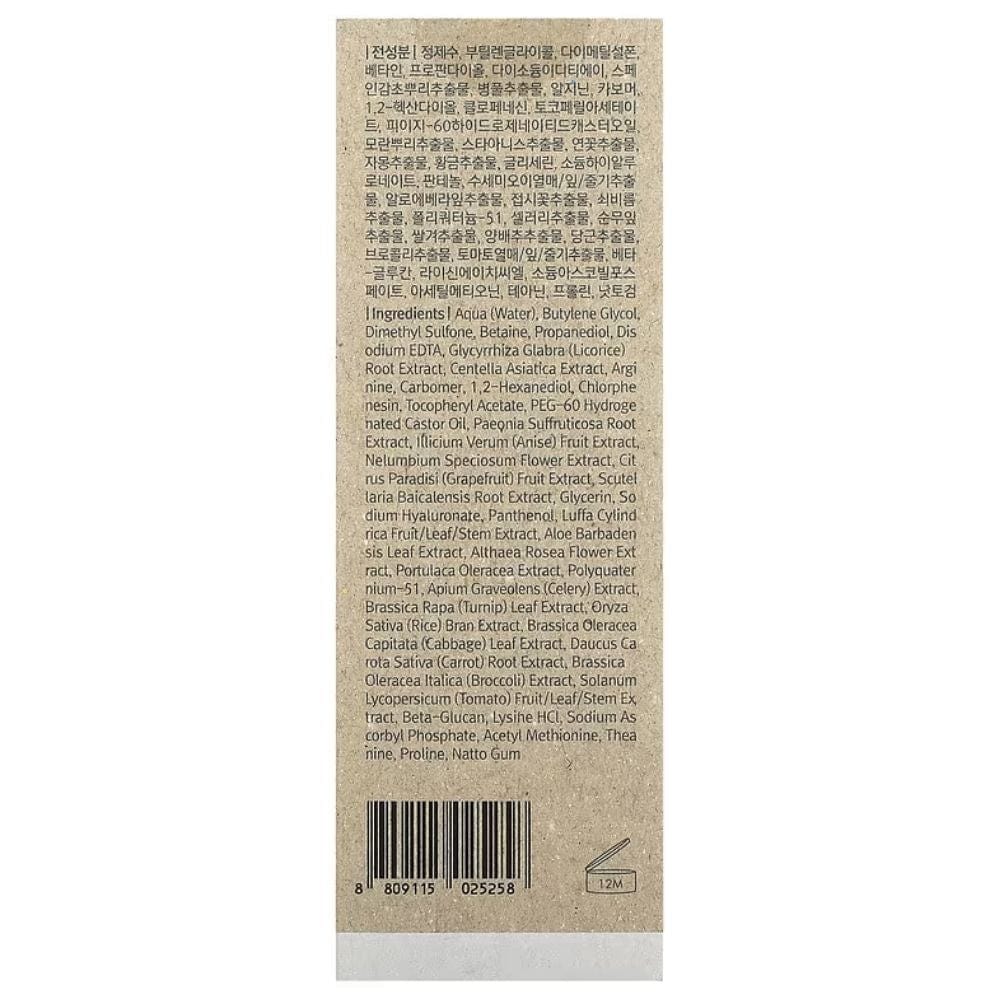 |전성분| 정제수, 부틸렌글라이콜, 다이메틸설폰,
베타인, 프로판다이올, 다이소듐이디티에이, 스페
인감초뿌리추출물, 병풀추출물, 알지닌, 카보머,
1,2-헥산다이올, 클로페네신, 토코페릴아세테이
트, 피이지-60하이드로제네이티드캐스터오일,
모란뿌리추출물, 스타아니스추출물, 연꽃추출물,
자몽추출물, 황금추출물, 글리세린, 소듐하이알루
로네이트, 판테놀, 수세미오이열매/잎/줄기추출
물, 알로에베라잎추출물, 접시꽃추출물, 쇠비름
추출물, 폴리쿼터늄-51, 셀러리추출물, 순무잎
추출물, 쌀겨추출물, 양배추추출물, 당근추출물,
브로콜리추출물, 토마토열매/잎/줄기추출물, 베타
-글루칸, 라이신에이치씨엘, 소듐아스코빌포스
페이트, 아세틸메티오닌, 테아닌, 프롤린, 낫토검
|Ingredients| Aqua (Water), Butylene Glycol,
Dimethyl Sulfone, Betaine, Propanediol, Dis
odium EDTA, Glycyrrhiza Glabra (Licorice)
Root Extract, Centella Asiatica Extract, Argi
nine, Carbomer, 1,2-Hexanediol, Chlorphe
nesin, Tocopheryl Acetate, PEG-60 Hydroge
nated Castor Oil, Paeonia Suffruticosa Root
Extract, Illicium Verum (Anise) Fruit Extract,
Nelumbium Speciosum Flower Extract, Cit
rus Paradisi (Grapefruit) Fruit Extract, Scutel
laria Baicalensis Root Extract, Glycerin, So
dium Hyaluronate, Panthenol, Luffa Cylind
rica Fruit/Leaf/Stem Extract, Aloe Barbaden
sis Leaf Extract, Althaea Rosea Flower Ext
ract, Portulaca Oleracea Extract, Polyquater
nium-51, Apium Graveolens (Celery) Extract,
Brassica Rapa (Turnip) Leaf Extract, Oryza
Sativa (Rice) Bran Extract, Brassica Oleracea
Capitata (Cabbage) Leaf Extract, Daucus Ca
rota Sativa (Carrot) Root Extract, Brassica
Oleracea Italica (Broccoli) Extract, Solanum
Lycopersicum (Tomato) Fruit/Leaf/Stem Ex
tract, Beta-Glucan, Lysine HCl, Sodium As
corbyl Phosphate, Acetyl Methionine, Thea
nine, Proline, Natto Gum
8 809115 025258
12M